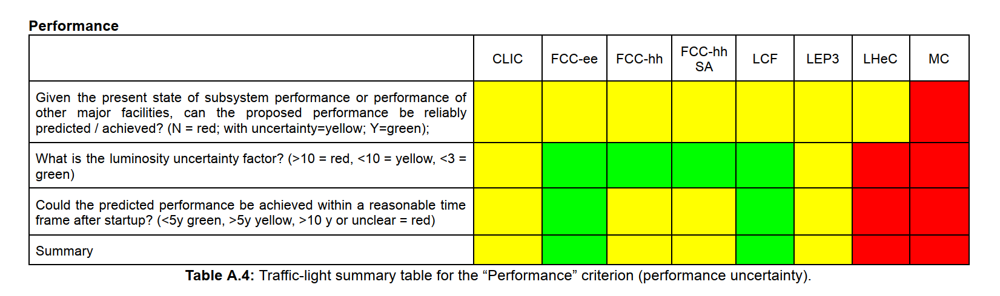 Performance
CLIC FCC-ee FCC-hh FCC-hh SA LCF LEP3 LHeC MC
Given the present state of subsystem performance or performance of
other major facilities, can the proposed performance be reliably
predicted / achieved? (N = red; with uncertainty=yellow; Y=green);
What is the luminosity uncertainty factor? (>10 = red, <10 = yellow, <3 =
green)
Could the predicted performance be achieved within a reasonable time
frame after startup? (<5y green, >5y yellow, >10 y or unclear = red)
Summary
Table A.4: Traffic-light summary table for the “Performance” criterion (performance uncertainty).